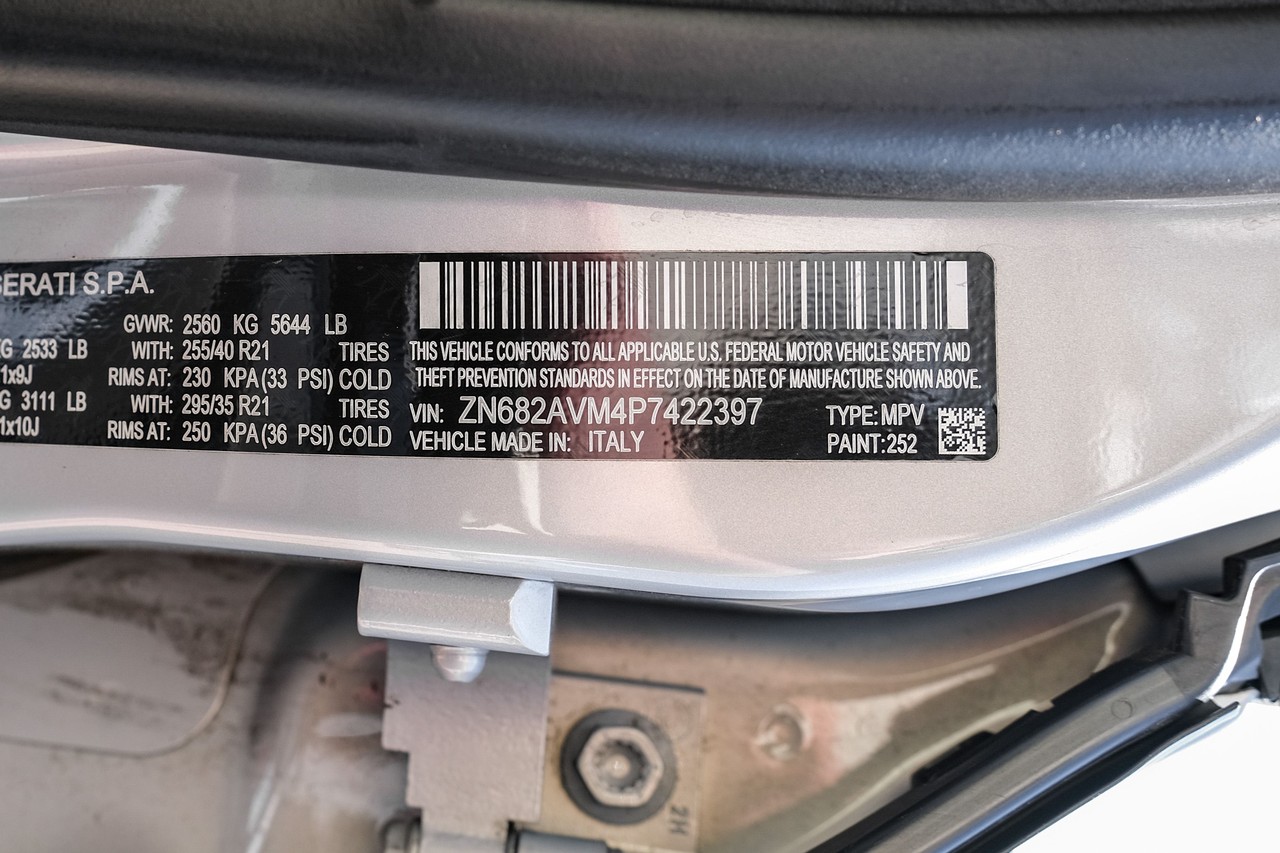 SERATI S.P.A.
GVWR: 2560 KG 5644 LB
KG 2533 LB WITH: 255/40 R21 TIRES
1x9J RIMS AT: 230 KPA (33 PSI) COLD
KG 3111 LB WITH: 295/35 R21 TIRES
1x10J RIMS AT: 250 KPA (36 PSI) COLD
THIS VEHICLE CONFORMS TO ALL APPLICABLE U.S. FEDERAL MOTOR VEHICLE SAFETY AND
THEFT PREVENTION STANDARDS IN EFFECT ON THE DATE OF MANUFACTURE SHOWN ABOVE.
VIN: ZN682AVM4P7422397 TYPE: MPV
VEHICLE MADE IN: ITALY PAINT: 252
2H